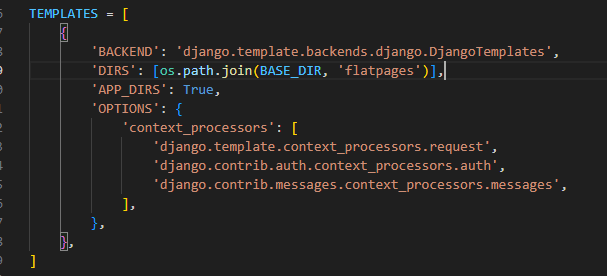 TEMPLATES = [
{
'BACKEND': 'django.template.backends.django.DjangoTemplates',
'DIRS': [os.path.join(BASE_DIR, 'flatpages')],
'APP_DIRS': True,
'OPTIONS': {
'context_processors': [
'django.template.context_processors.request',
'django.contrib.auth.context_processors.auth',
'django.contrib.messages.context_processors.messages',
],
},
},
]